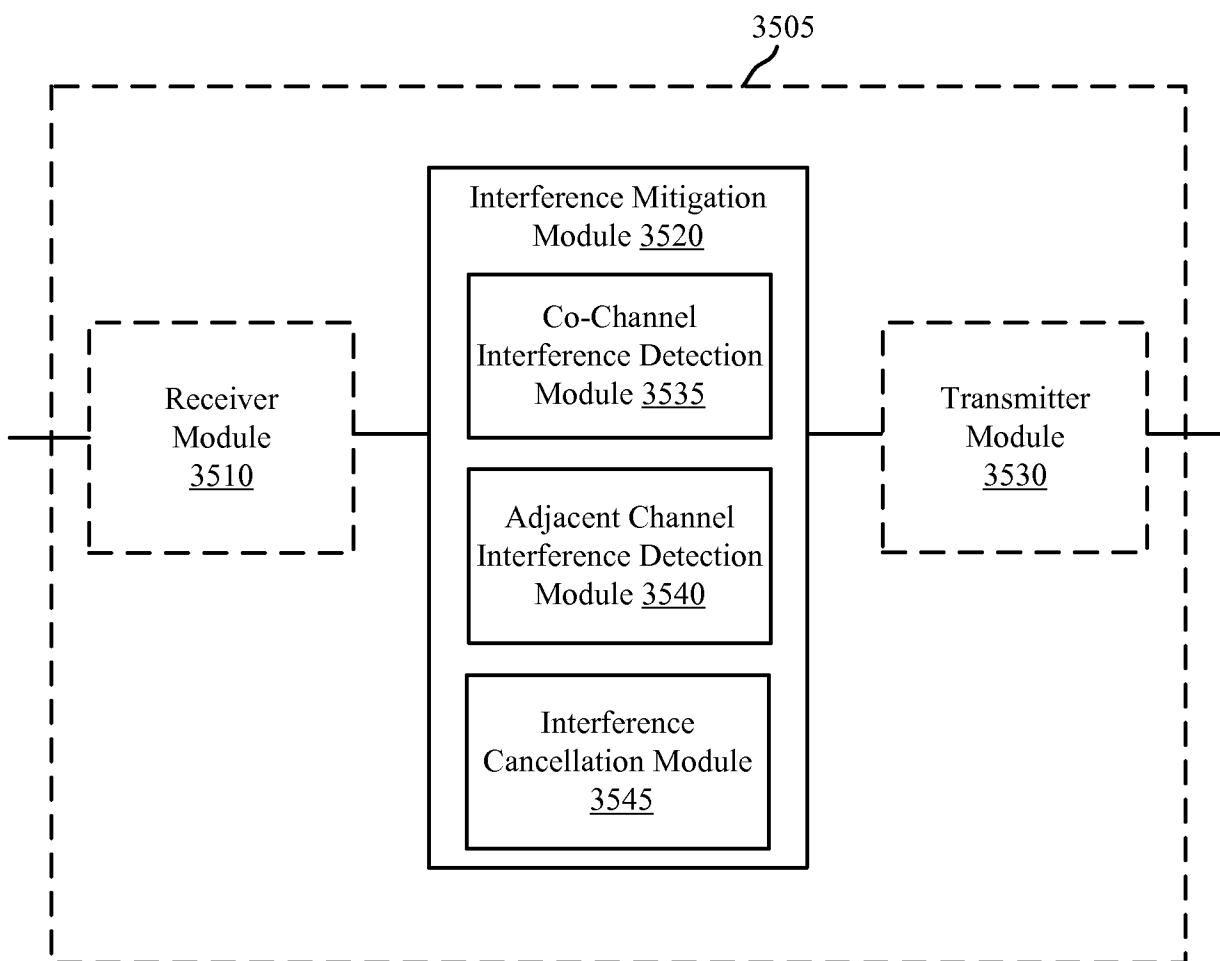 3505
Interference Mitigation
Module 3520
Co-Channel
Interference Detection
Module 3535
Receiver
Module
3510
Transmitter
Module
3530
Adjacent Channel
Interference Detection
Module 3540
Interference
Cancellation Module
3545